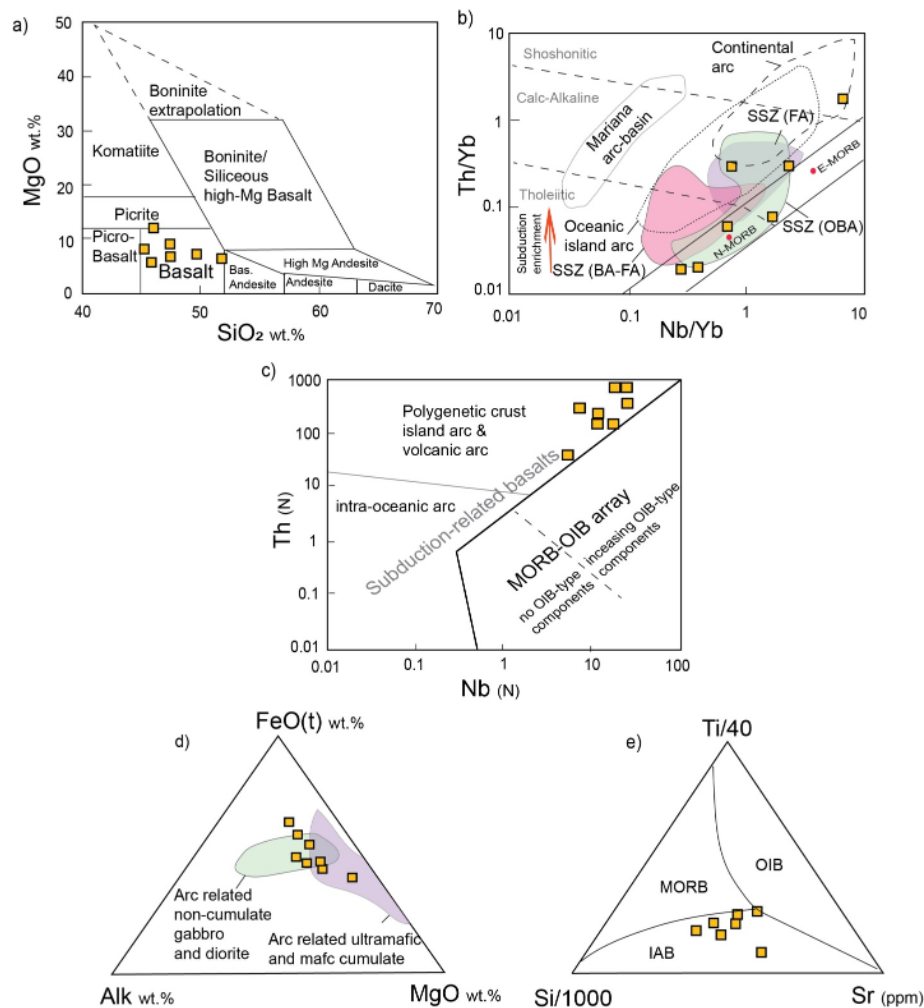 a)
50
40
30
20
10
0
MgO wt.%
40
50
60
70
SiO₂ wt.%
Boninite
extrapolation
Komatiite
Boninite/
Siliceous
high-Mg Basalt
Picrite
Picro-
Basalt
Basalt
Bas.
Andesite
High Mg Andesite
Andesite
Dacite
b)
10
1
0.10
0.01
Th/Yb
0.01
0.1
1
10
Nb/Yb
Shoshonitic
Calc-Alkaline
Tholeiitic
Continental
arc
Mariana
arc-basin
SSZ (FA)
E-MORB
N-MORB
Oceanic
island arc
SSZ (OBA)
SSZ (BA-FA)
Subduction
enrichment
c)
1000
100
10
1
0.1
0.01
Th (N)
0.01
0.1
1
10
100
Nb (N)
Polygenetic crust
island arc &
volcanic arc
intra-oceanic arc
Subduction-related basalts
MORB-OIB array
no OIB-type
components
inceasing OIB-type
components
d)
FeO(t) wt.%
Arc related
non-cumulate
gabbro
and diorite
Arc related ultramafic
and mafc cumulate
Alk wt.%
MgO wt.%
e)
Ti/40
OIB
MORB
IAB
Si/1000
Sr (ppm)